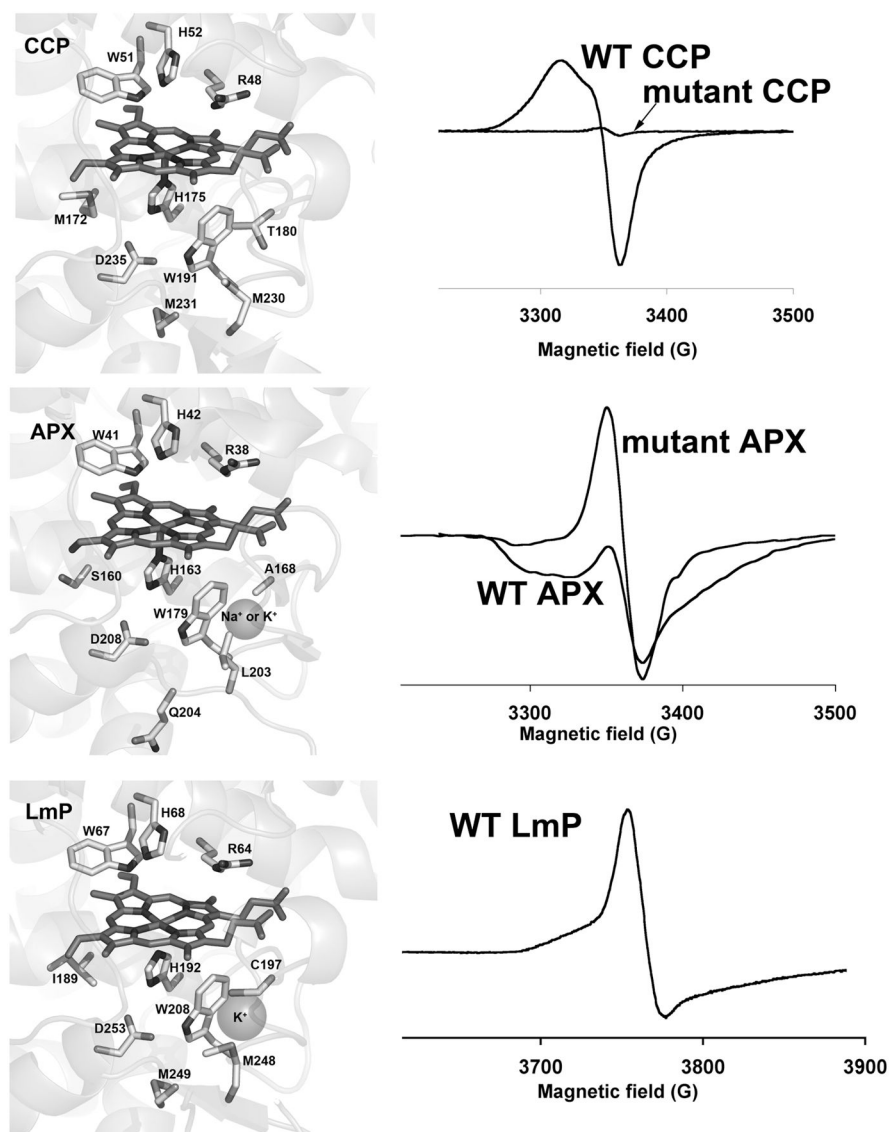 CCP
H52
W51
R48
H175
M172
T180
D235
W191
M230
M231
WT CCP
mutant CCP
3300 3400 3500
Magnetic field (G)
APX
H42
W41
R38
H163
A168
S160
W179
Na⁺ or K⁺
D208
L203
Q204
mutant APX
WT APX
3300 3400 3500
Magnetic field (G)
LmP
H68
W67
R64
H192
C197
I189
W208
K⁺
D253
M248
M249
WT LmP
3700 3800 3900
Magnetic field (G)